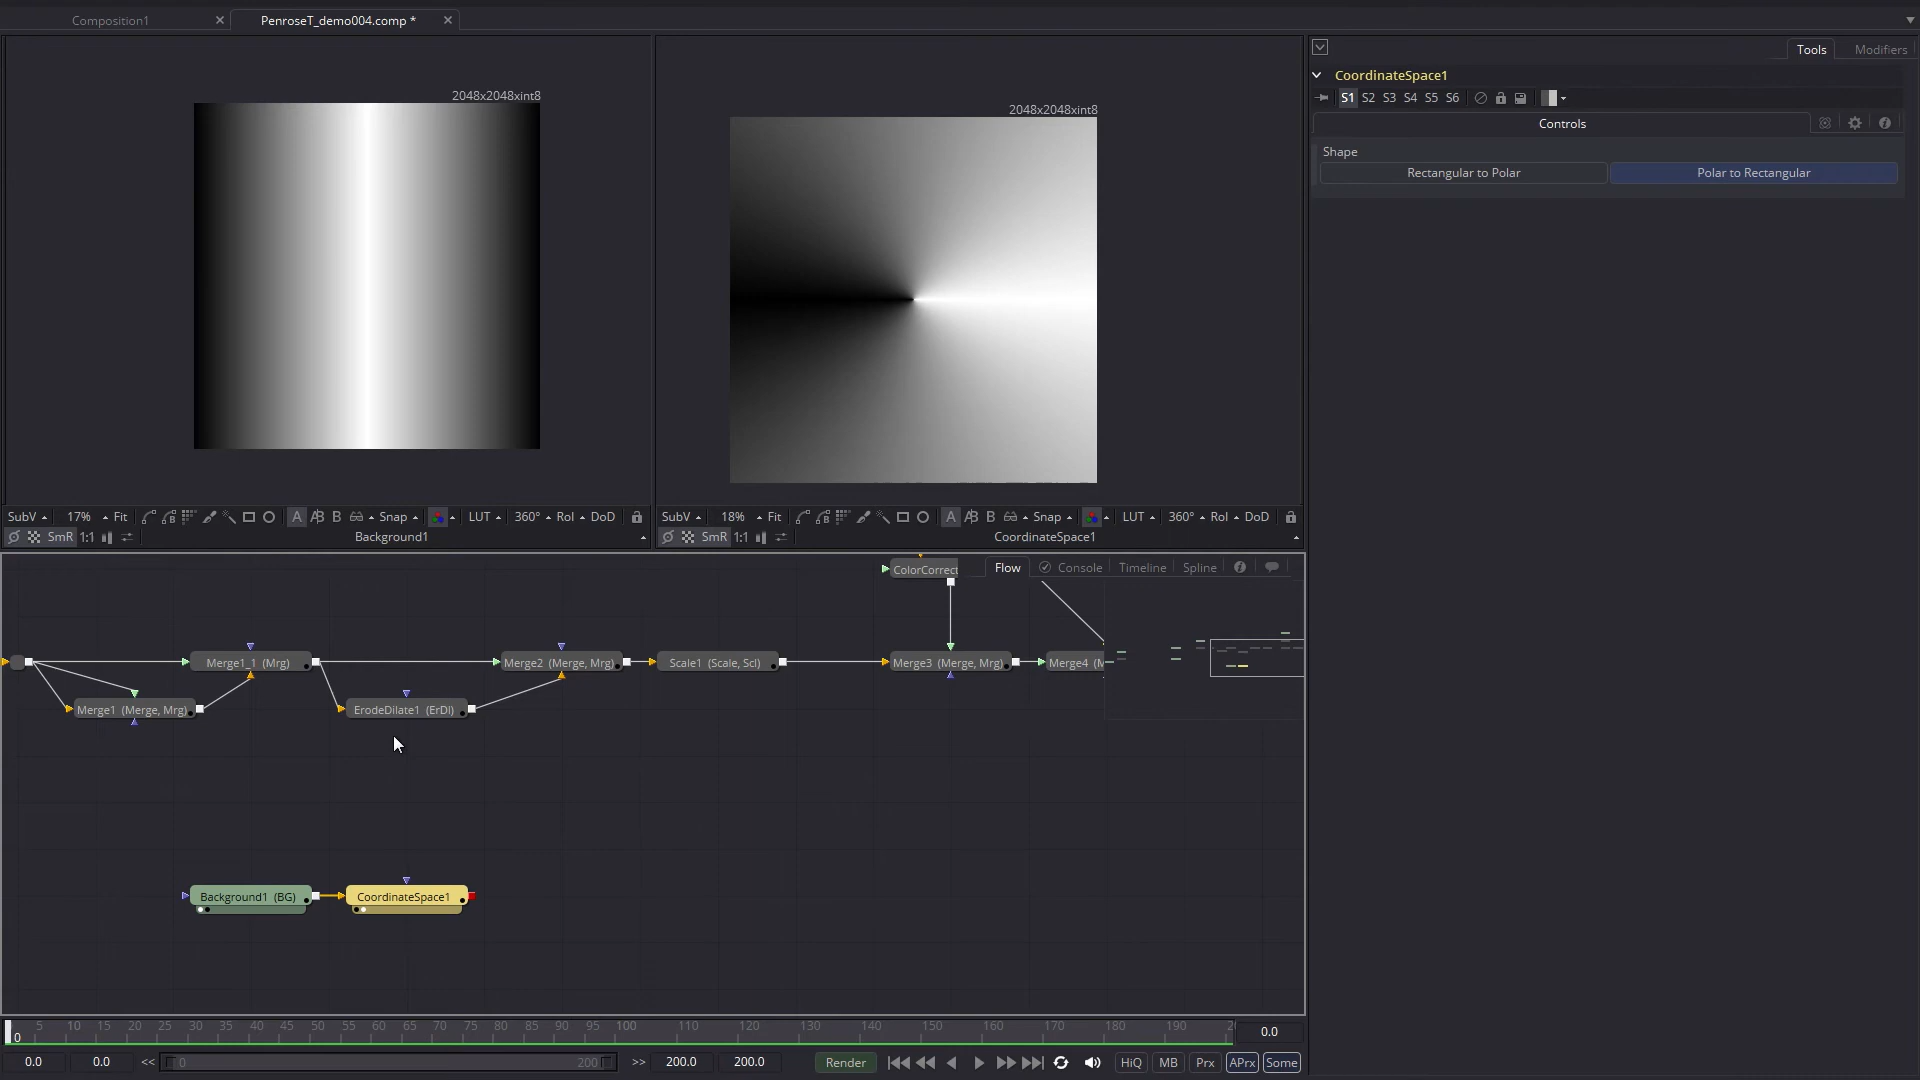 Composition1
PenroseT_demo004.comp *
2048x2048xint8
2048x2048xint8
SubV 17% Fit A B Snap LUT 360° RoI DoD
SmR 1:1 Background1
SubV 18% Fit A B Snap LUT 360° RoI DoD
SmR 1:1 CoordinateSpace1
Tools Modifiers
CoordinateSpace1
S1 S2 S3 S4 S5 S6
Controls
Shape
Rectangular to Polar Polar to Rectangular
ColorCorrect
Flow Console Timeline Spline
Merge1_1 (Mrg) Merge2 (Merge, Mrg) Scale1 (Scale, Scl) Merge3 (Merge, Mrg) Merge4 (M
Merge1 (Merge, Mrg) ErodeDilate1 (ErDl)
Background1 (BG) CoordinateSpace1
0 5 10 15 20 25 30 35 40 45 50 55 60 65 70 75 80 85 90 95 100 110 120 130 140 150 160 170 180 190 2
0.0
0.0 0.0 << 0 200 >> 200.0 200.0 Render HiQ MB Prx APrx Some